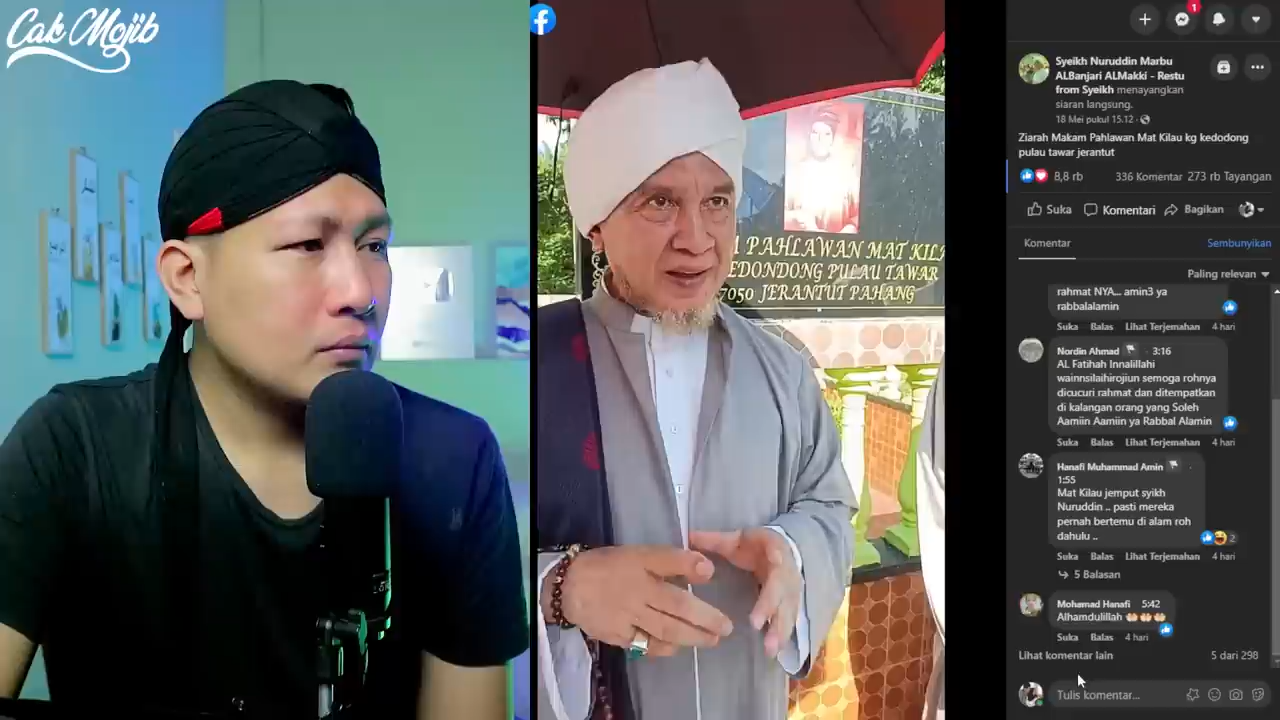 Cak Mojib
1
Syeikh Nuruddin Marbu
ALBanjari ALMakki - Restu
from Syeikh menayangkan
siaran langsung.
18 Mei pukul 15.12
Ziarah Makam Pahlawan Mat Kilau kg kedodong
pulau tawar jerantut
8,8 rb 336 Komentar 273 rb Tayangan
Suka Komentari Bagikan
Komentar Sembunyikan
Paling relevan
rahmat NYA... amin3 ya
rabbalalamin
Suka Balas Lihat Terjemahan 4 hari
Nordin Ahmad · 3:16
AL Fatihah Innalillahi
wainnsilaihirojiun semoga rohnya
dicucuri rahmat dan ditempatkan
di kalangan orang yang Soleh
Aamiin Aamiin ya Rabbal Alamin
Suka Balas Lihat Terjemahan 4 hari
Hanafi Muhammad Amin ·
1:55
Mat Kilau jemput syikh
Nuruddin .. pasti mereka
pernah bertemu di alam roh
dahulu ..
2
Suka Balas Lihat Terjemahan 4 hari
5 Balasan
Mohamad Hanafi 5:42
Alhamdulillah 🤲🤲🤲
Suka Balas 4 hari
Lihat komentar lain 5 dari 298
Tulis komentar...
PAHLAWAN MAT KIL
EDONDONG PULAU TAWAR
7050 JERANTUT PAHANG